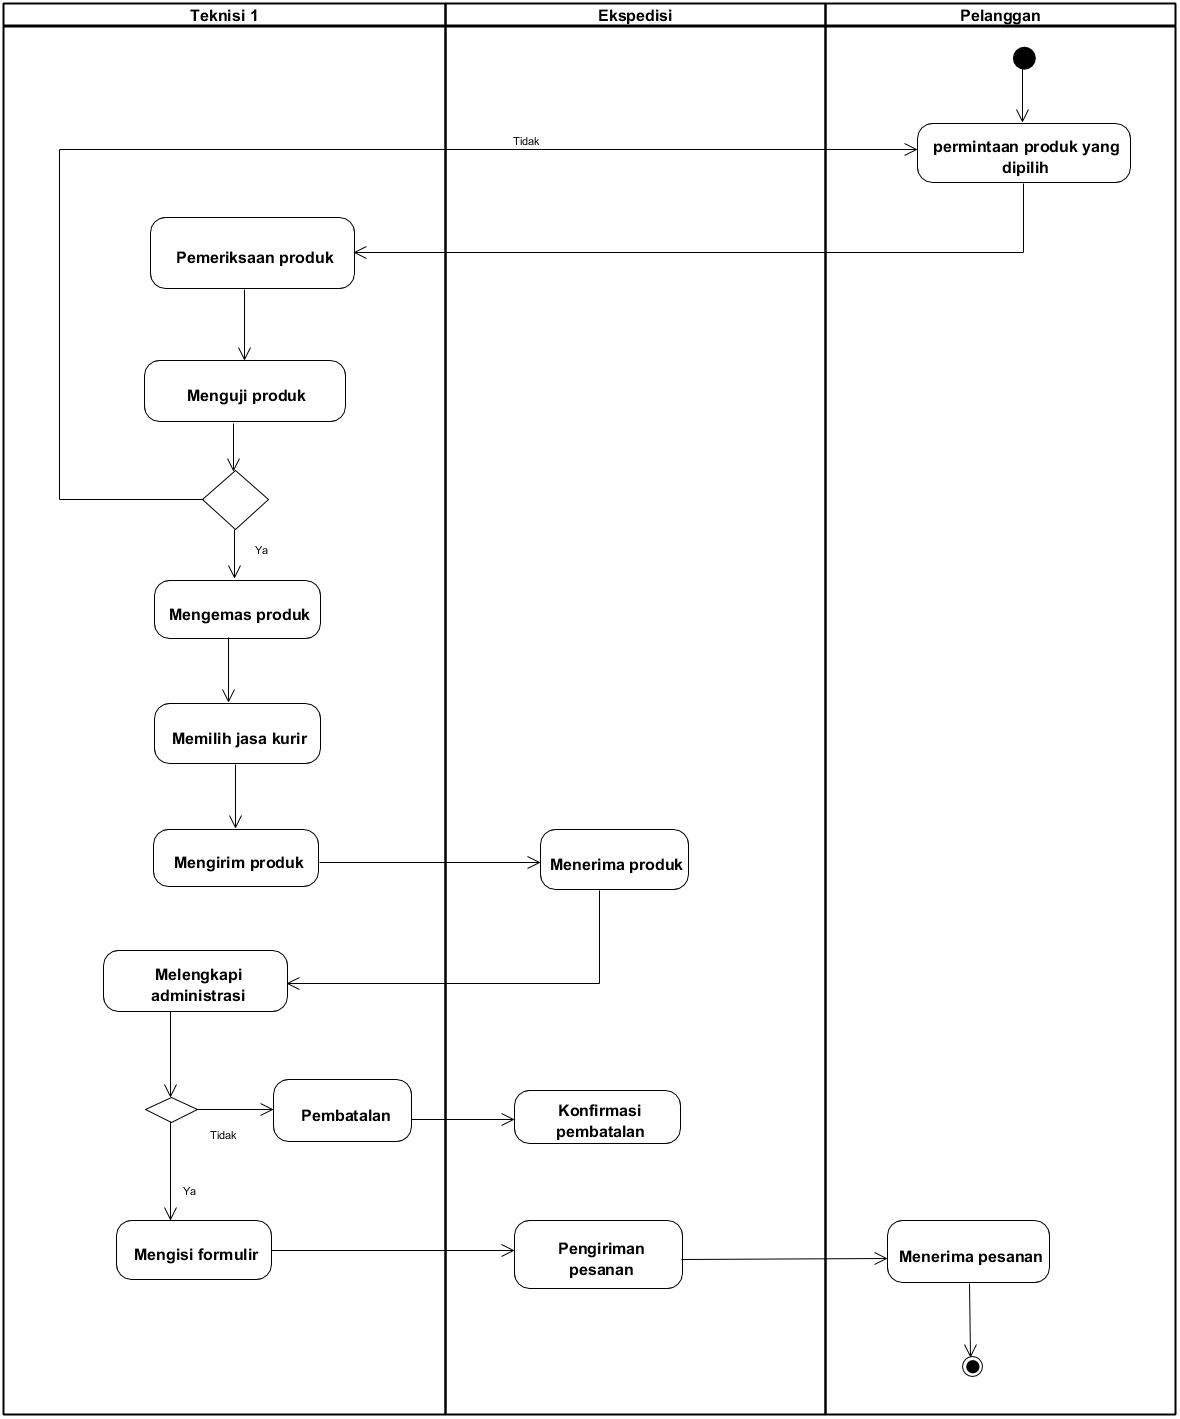 Teknisi 1
Ekspedisi
Pelanggan
Tidak
permintaan produk yang
dipilih
Pemeriksaan produk
Menguji produk
Ya
Mengemas produk
Memilih jasa kurir
Mengirim produk
Menerima produk
Melengkapi
administrasi
Pembatalan
Konfirmasi
pembatalan
Tidak
Ya
Mengisi formulir
Pengiriman
pesanan
Menerima pesanan